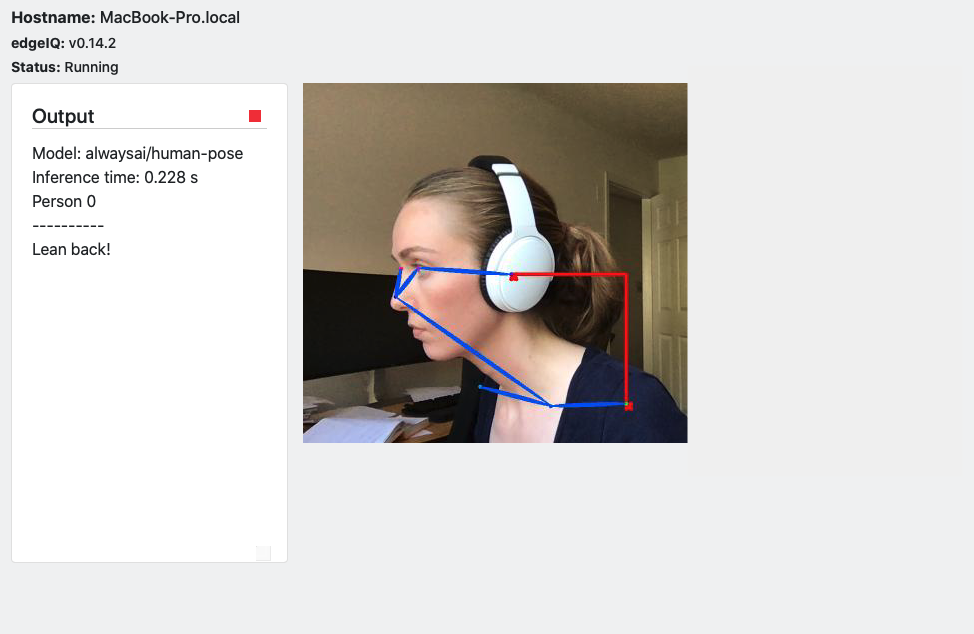 Hostname: MacBook-Pro.local
edgeIQ: v0.14.2
Status: Running
Output
Model: alwaysai/human-pose
Inference time: 0.228 s
Person 0
----------
Lean back!